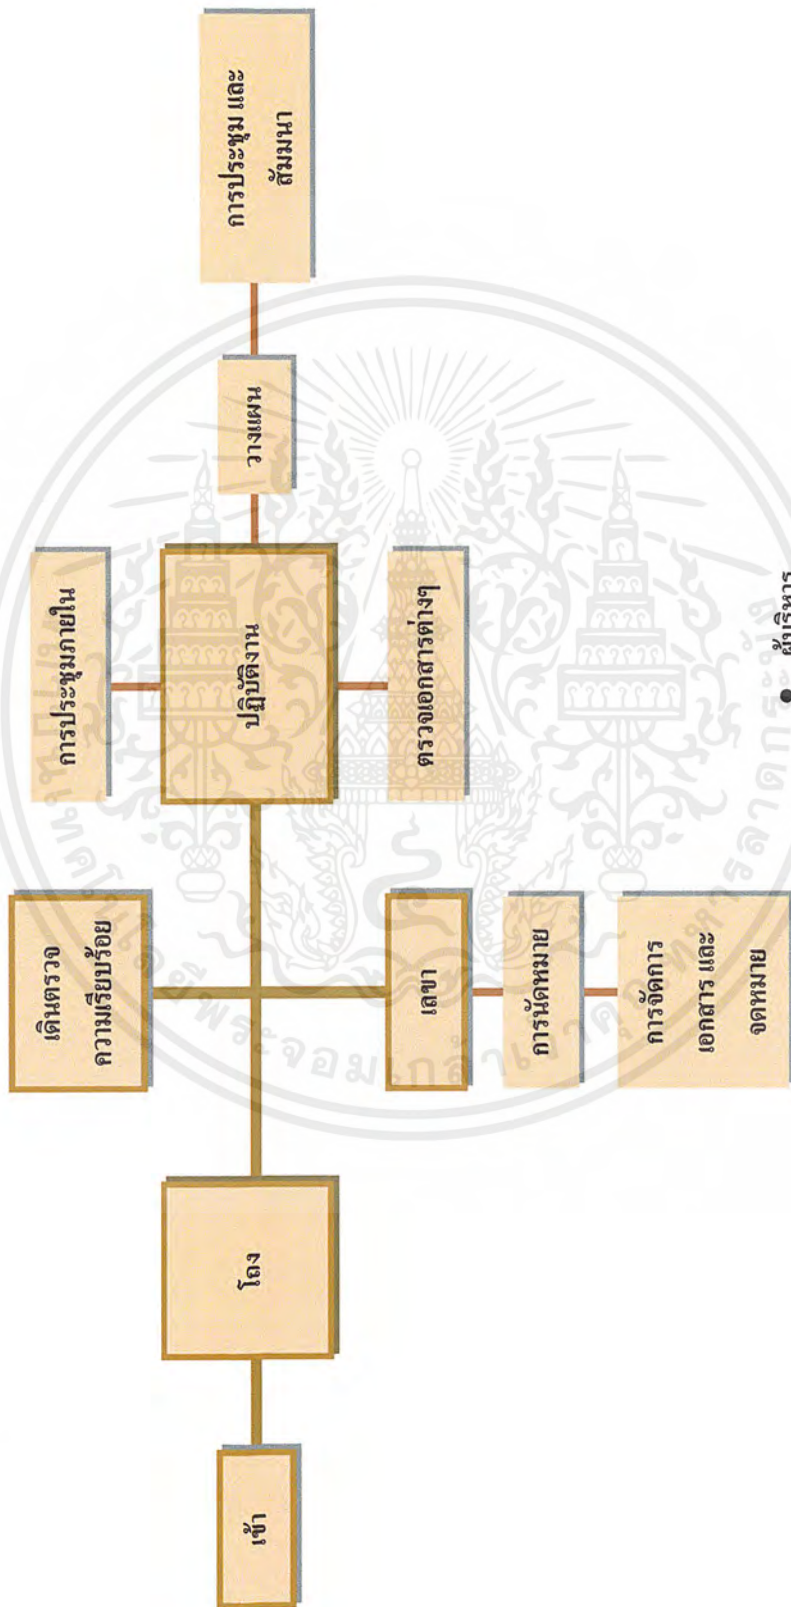 เข้า
โถง
เดินตรวจ
ความเรียบร้อย
เลขา
การนัดหมาย
การจัดการ
เอกสาร และ
จดหมาย
การประชุมภายใน
ปฏิบัติงาน
ตรวจเอกสารต่างๆ
วางแผน
การประชุม และ
สัมมนา
• ผู้บริหาร